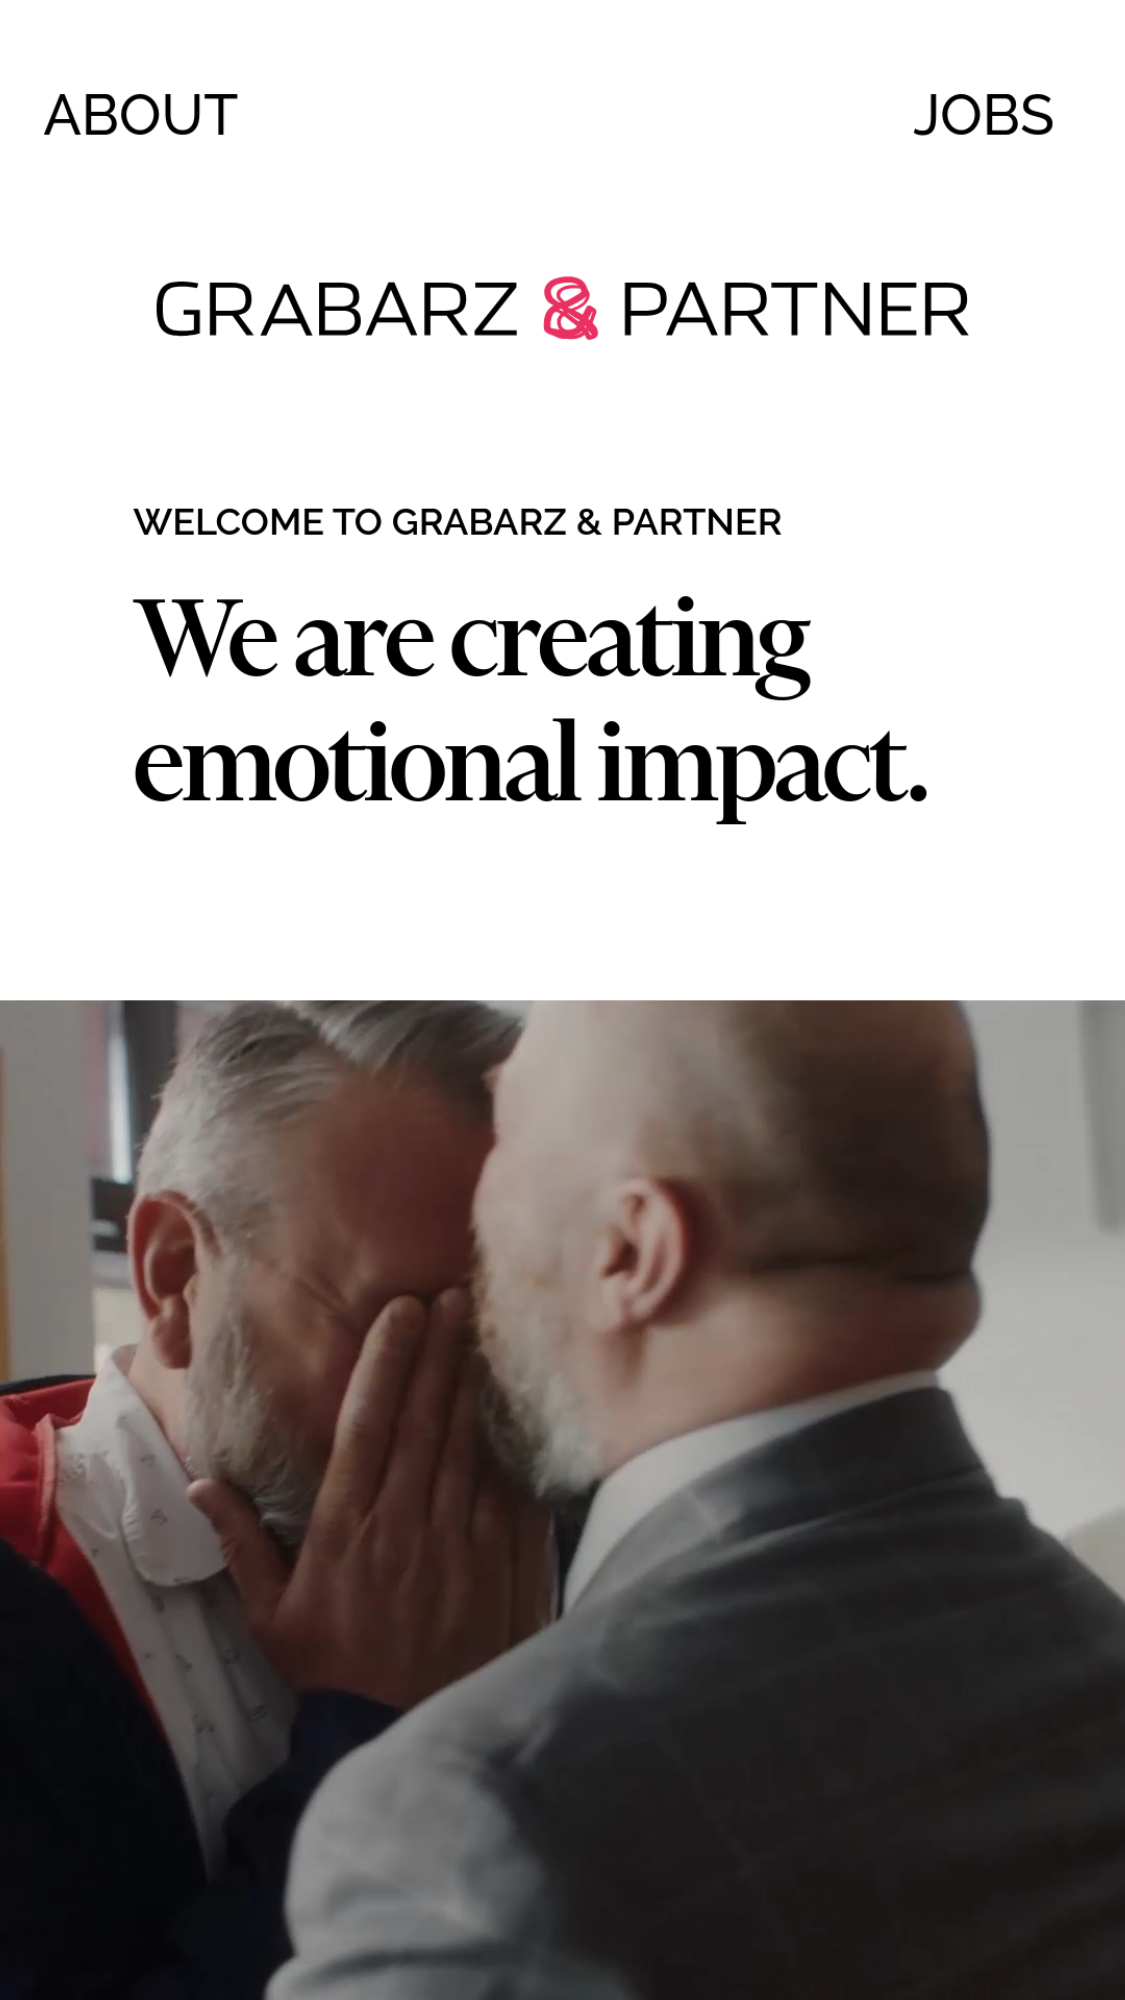 ABOUT
JOBS
GRABARZ & PARTNER
WELCOME TO GRABARZ & PARTNER
We are creating
emotional impact.